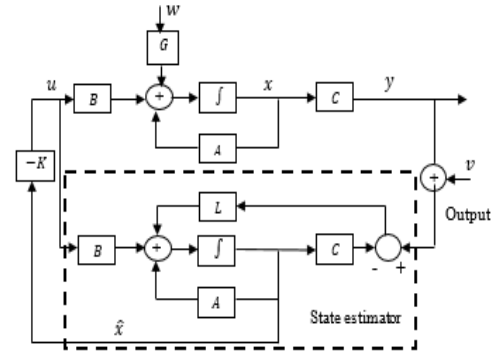 w
G
u
B
+
∫
x
C
y
A
-K
+
v
Output
L
B
+
∫
C
-
+
A
State estimator
x̂